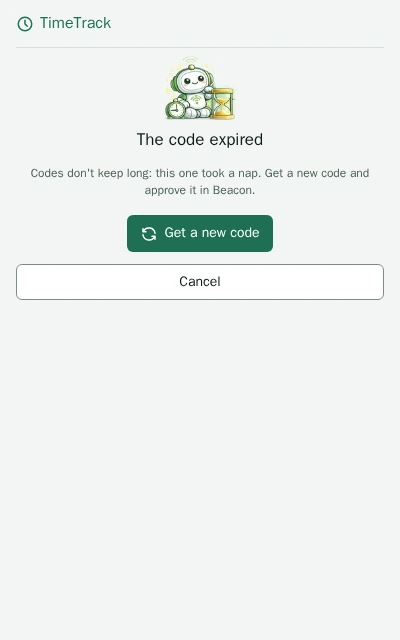 TimeTrack
The code expired
Codes don't keep long: this one took a nap. Get a new code and
approve it in Beacon.
Get a new code
Cancel